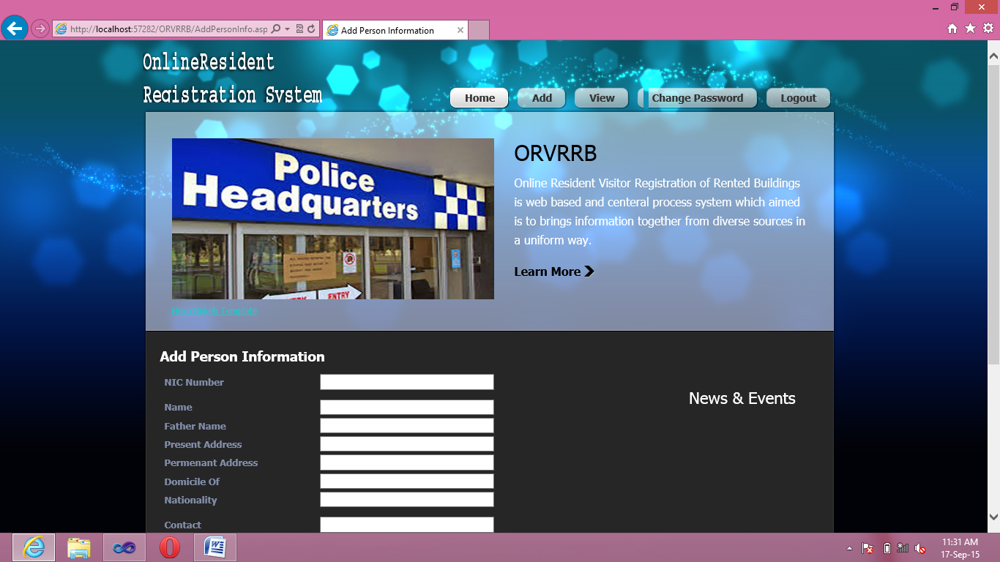 http://localhost:57282/ORVRRB/AddPersonInfo.asp
Add Person Information
OnlineResident
Registration System
Home
Add
View
Change Password
Logout
Police
Headquarters
ENTRY
ORVRRB
Online Resident Visitor Registration of Rented Buildings
is web based and centeral process system which aimed
is to brings information together from diverse sources in
a uniform way.
Learn More
Template
Add Person Information
NIC Number
News & Events
Name
Father Name
Present Address
Permenant Address
Domicile Of
Nationality
Contact
11:31 AM
17-Sep-15